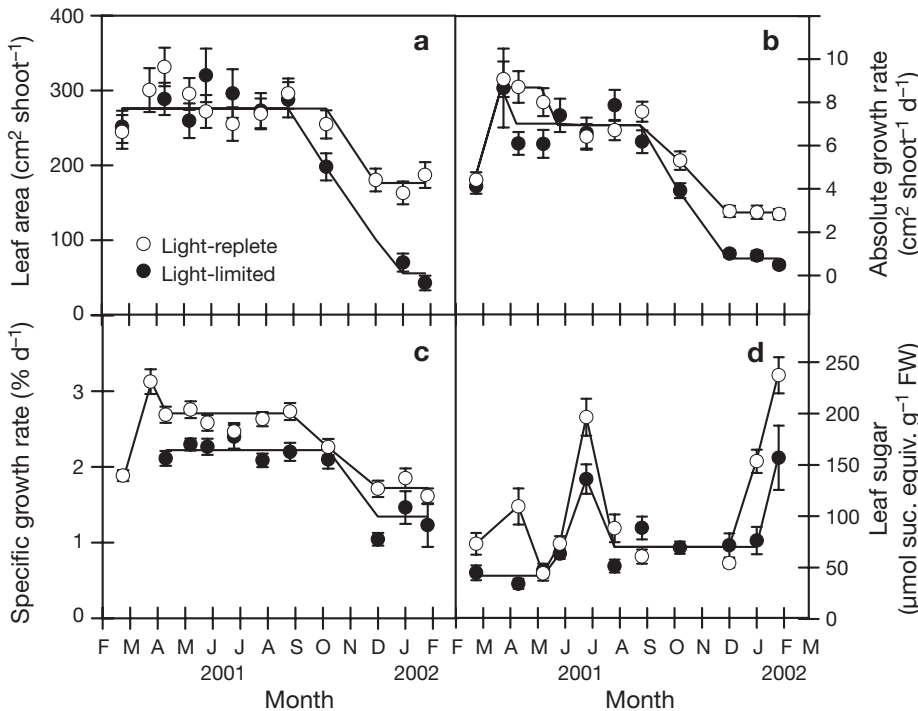 400
300
200
100
0
Leaf area (cm² shoot⁻¹)
a
Light-replete
Light-limited
b
10
8
6
4
2
0
Absolute growth rate
(cm² shoot⁻¹ d⁻¹)
3
2
1
0
Specific growth rate (% d⁻¹)
c
d
250
200
150
100
50
0
Leaf sugar
(µmol suc. equiv. g⁻¹ FW)
F M A M J J A S O N D J F
2001 2002
Month
M A M J J A S O N D J F M
2001 2002
Month